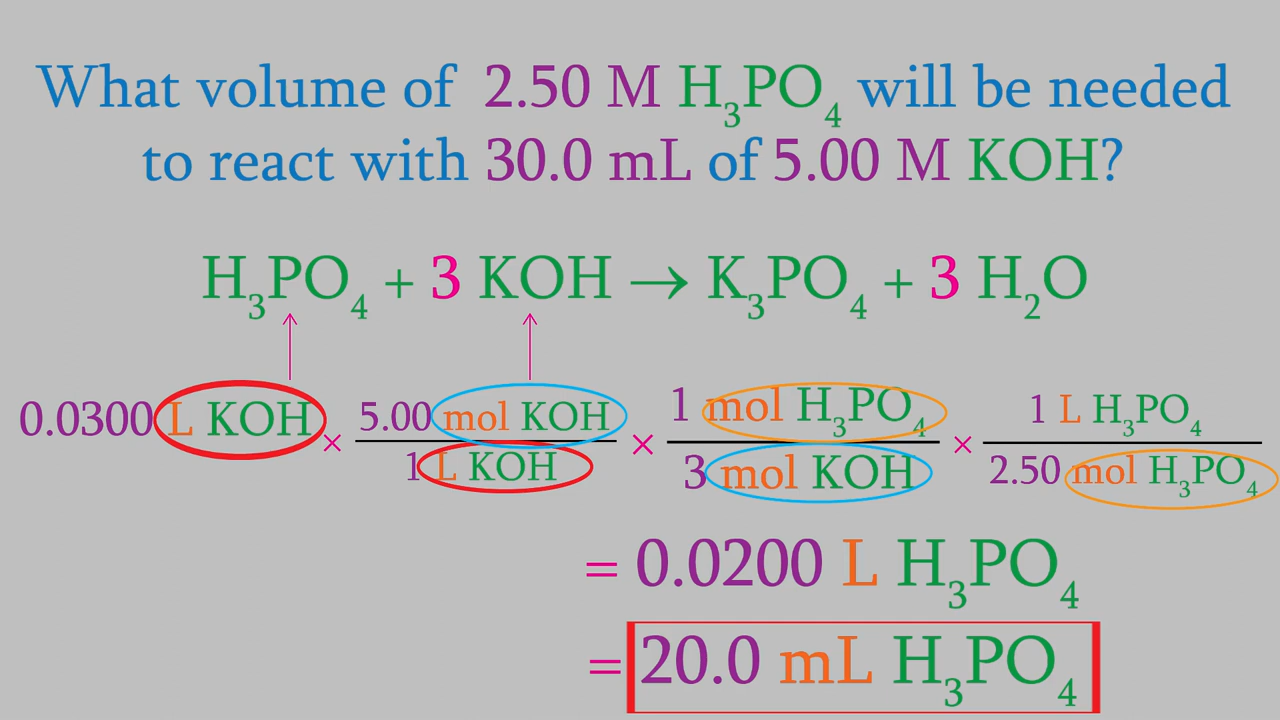 What volume of 2.50 M H₃PO₄ will be needed
to react with 30.0 mL of 5.00 M KOH?
H₃PO₄ + 3 KOH → K₃PO₄ + 3 H₂O
0.0300 L KOH × 5.00 mol KOH / 1 L KOH × 1 mol H₃PO₄ / 3 mol KOH × 1 L H₃PO₄ / 2.50 mol H₃PO₄
= 0.0200 L H₃PO₄
= 20.0 mL H₃PO₄